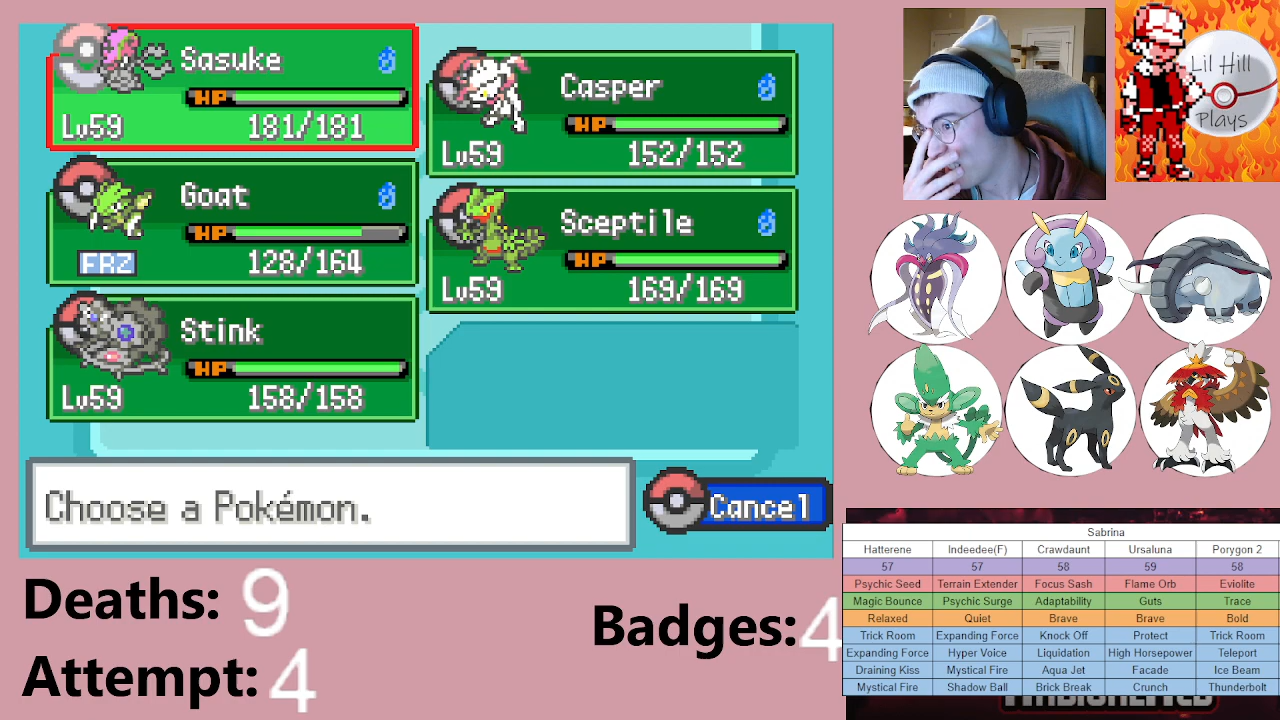 Sasuke
Lv59 HP 181/181
Casper
HP
Lv59 152/152
Goat
HP
FRZ 128/164
Sceptile
HP
Lv59 169/169
Stink
HP
Lv59 158/158
Choose a Pokémon.
Cancel
Deaths: 9
Attempt: 4
Badges: 4
Lil Hill
Plays
Sabrina
Hatterene Indeedee(F) Crawdaunt Ursaluna Porygon 2
57 57 58 59 58
Psychic Seed Terrain Extender Focus Sash Flame Orb Eviolite
Magic Bounce Psychic Surge Adaptability Guts Trace
Relaxed Quiet Brave Brave Bold
Trick Room Expanding Force Knock Off Protect Trick Room
Expanding Force Hyper Voice Liquidation High Horsepower Teleport
Draining Kiss Mystical Fire Aqua Jet Facade Ice Beam
Mystical Fire Shadow Ball Brick Break Crunch Thunderbolt